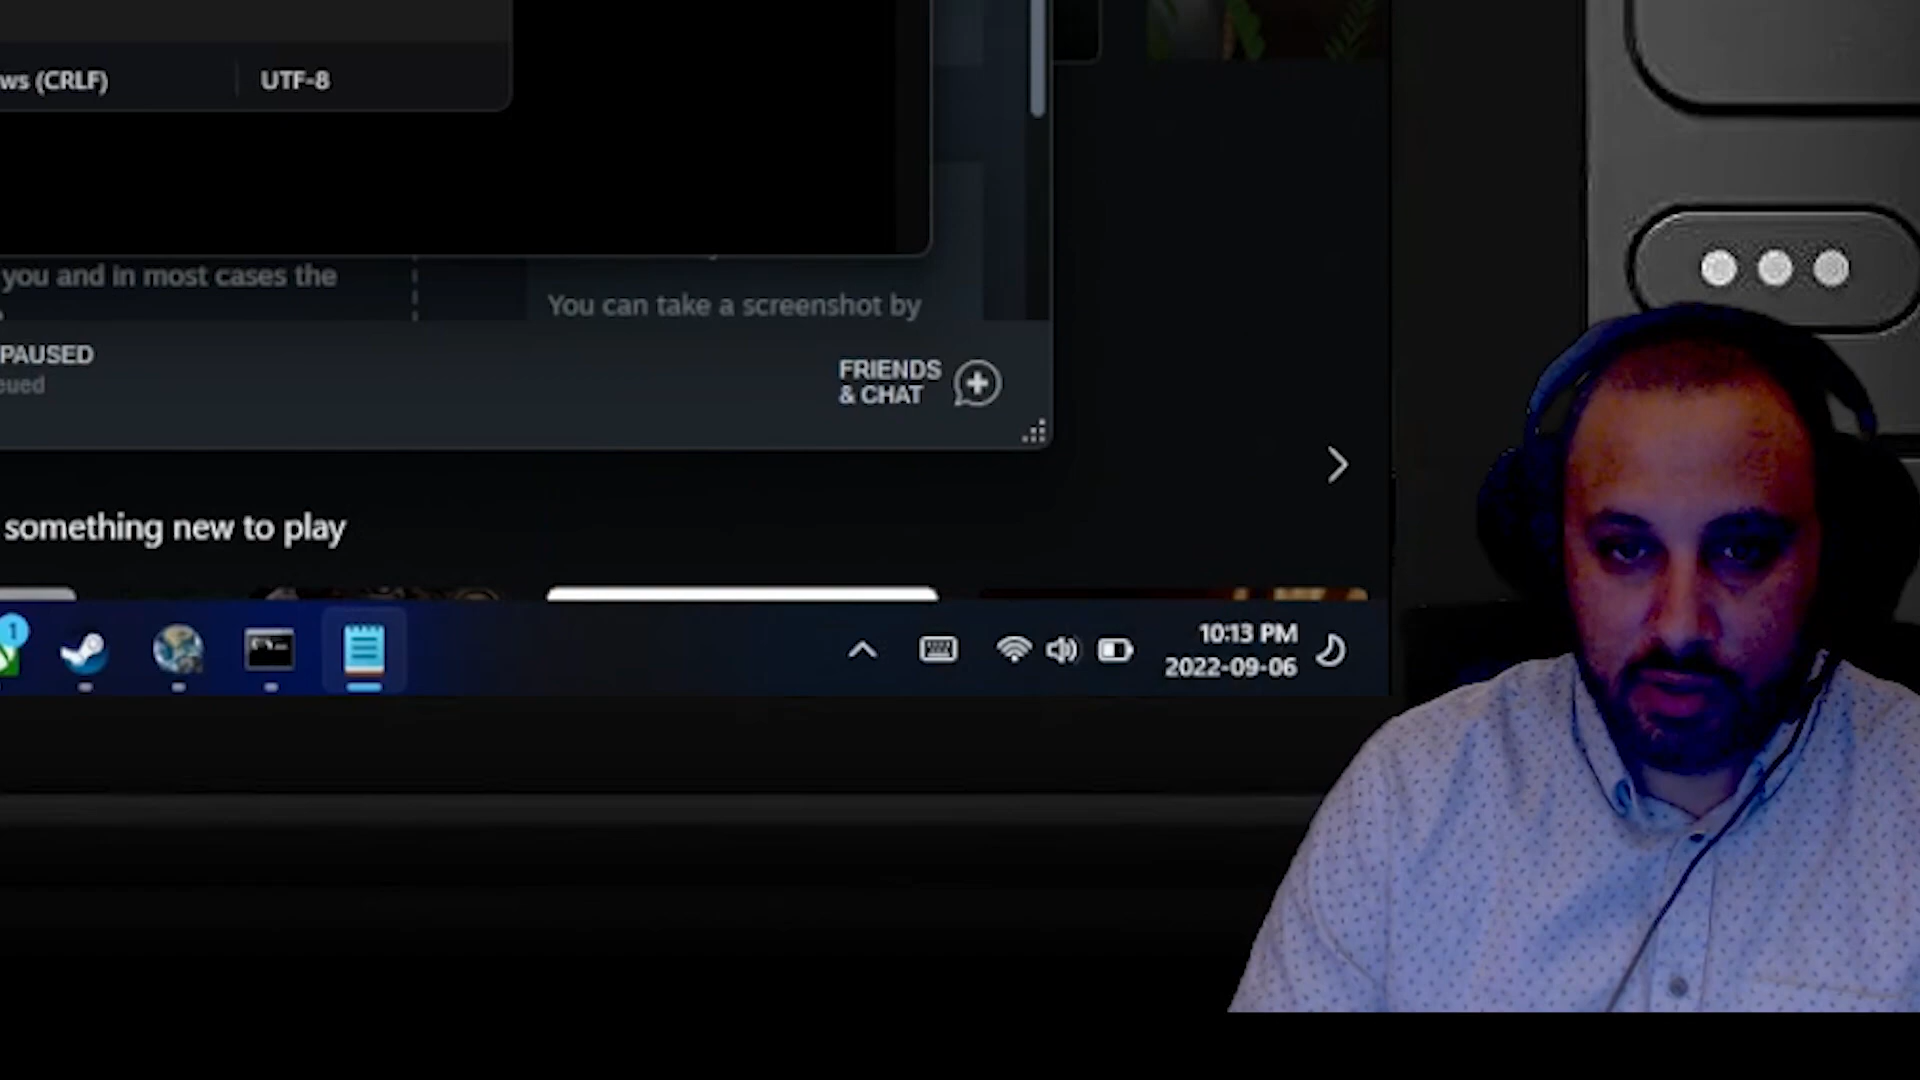 ws (CRLF)
UTF-8
you and in most cases the
You can take a screenshot by
PAUSED
eued
FRIENDS
& CHAT
something new to play
1
10:13 PM
2022-09-06